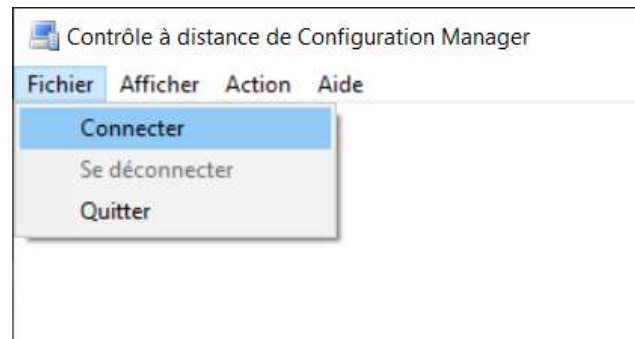 Contrôle à distance de Configuration Manager
Fichier Afficher Action Aide
Connecter
Se déconnecter
Quitter